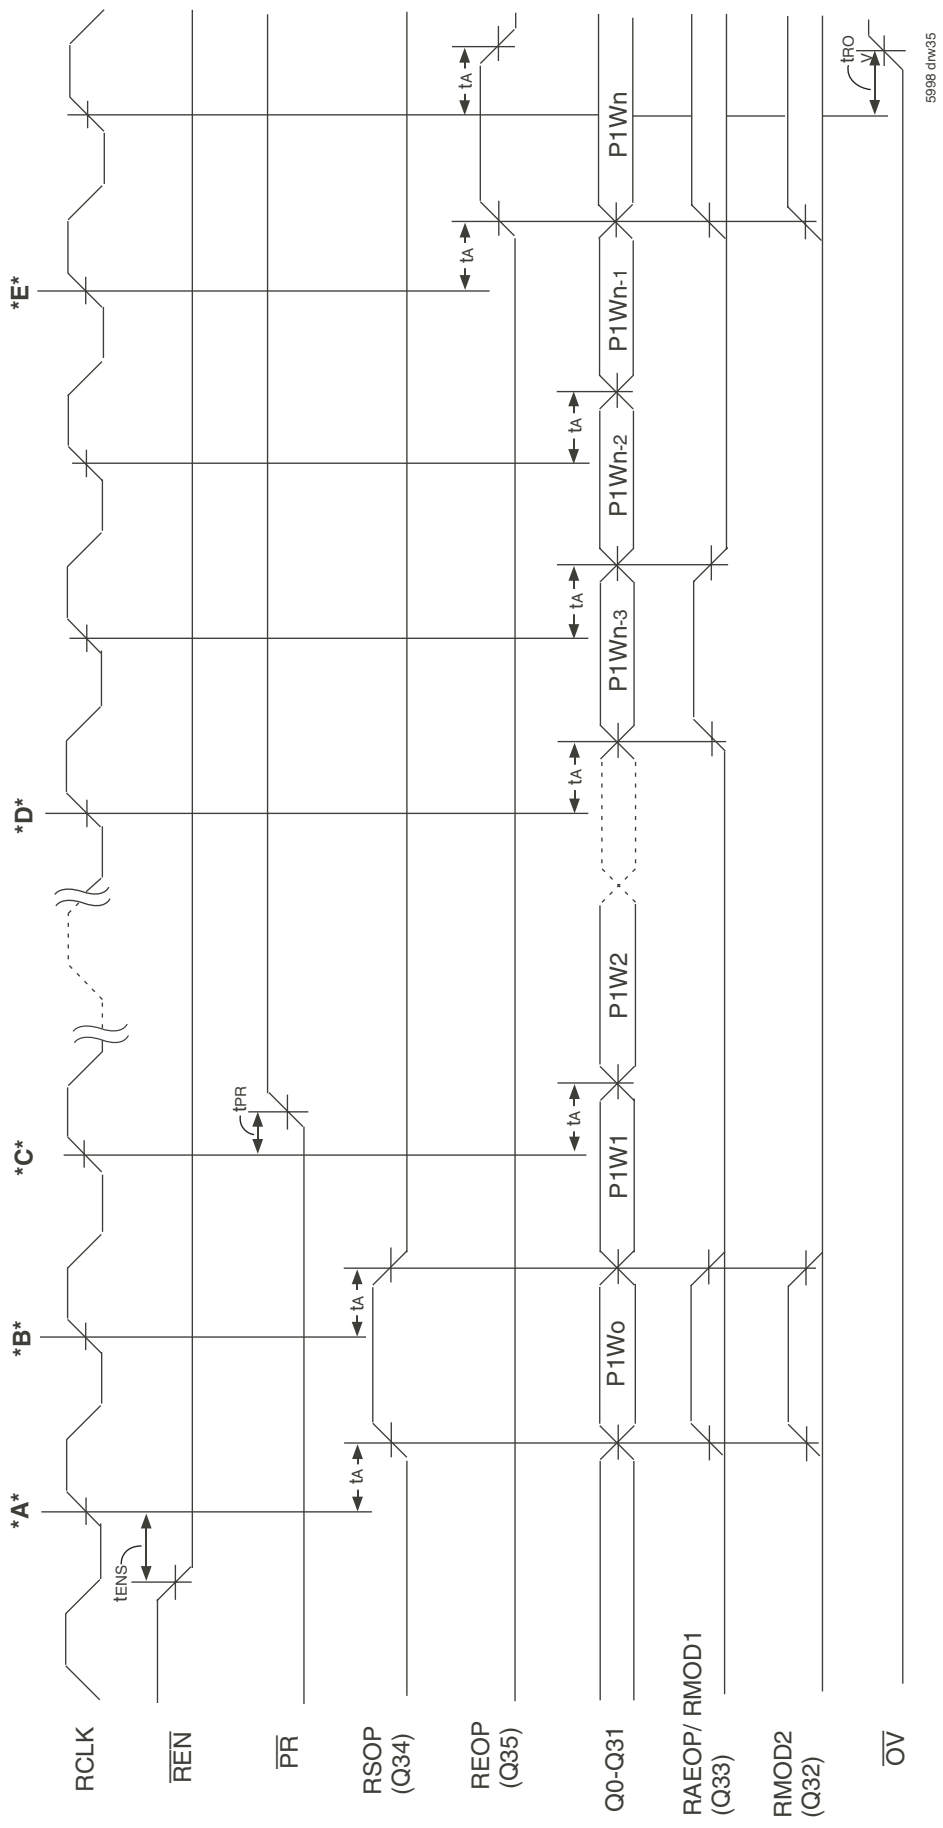 *A*
*B*
*C*
*D*
*E*
RCLK
tENS
REN
tPR
PR
tA
tA
RSOP
(Q34)
tA
tA
REOP
(Q35)
tA
tA
tA
tA
Q0-Q31
P1Wo
P1W1
P1W2
P1Wn-3
P1Wn-2
P1Wn-1
P1Wn
RAEOP/ RMOD1
(Q33)
RMOD2
(Q32)
tRO
V
OV
5998 drw35